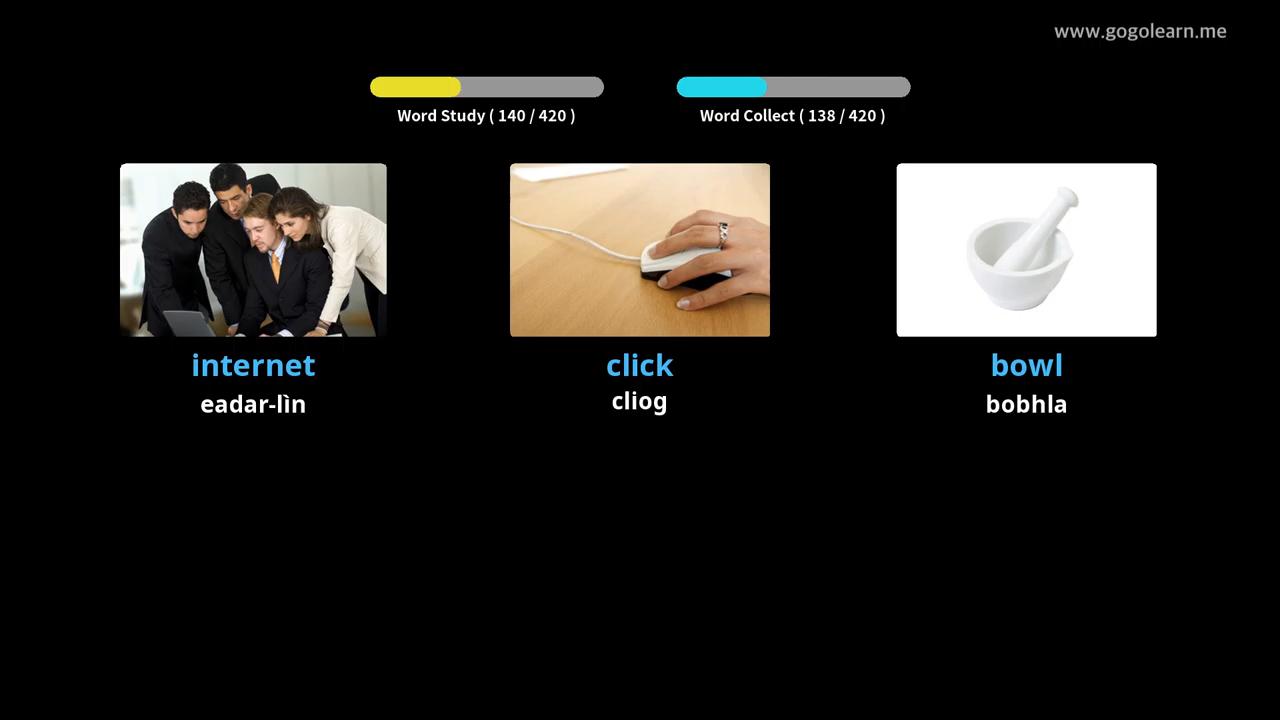 www.gogolearn.me
Word Study ( 140 / 420 )
Word Collect ( 138 / 420 )
internet
click
bowl
eadar-lìn
cliog
bobhla